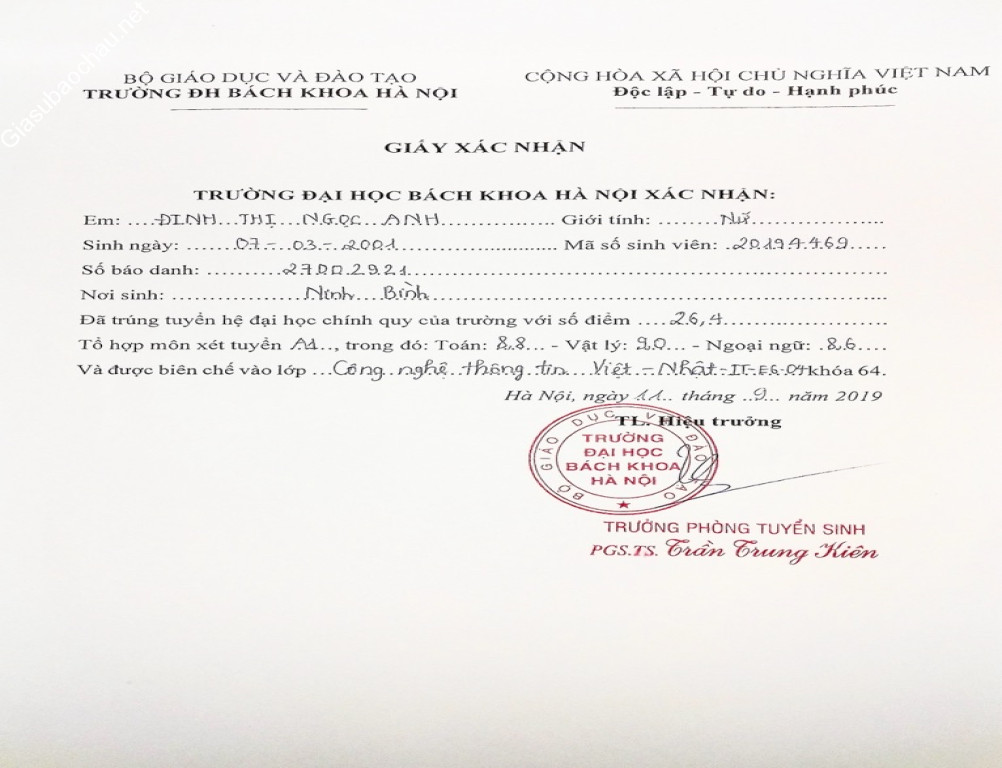 Giasubaochau.net
BỘ GIÁO DỤC VÀ ĐÀO TẠO
TRƯỜNG ĐH BÁCH KHOA HÀ NỘI
CỘNG HÒA XÃ HỘI CHỦ NGHĨA VIỆT NAM
Độc lập - Tự do - Hạnh phúc
GIẤY XÁC NHẬN
TRƯỜNG ĐẠI HỌC BÁCH KHOA HÀ NỘI XÁC NHẬN:
Em: ....ĐINH THỊ NGỌC ANH.................. Giới tính: ........Nữ...................
Sinh ngày: .......07-03-2001............................ Mã số sinh viên: .20194469.....
Số báo danh: ...........27002921...............................................................
Nơi sinh: ....................Ninh Bình.........................................................
Đã trúng tuyển hệ đại học chính quy của trường với số điểm .....26,4......................
Tổ hợp môn xét tuyển A1..., trong đó: Toán: 8.8... - Vật lý: 9.0... - Ngoại ngữ: .8.6....
Và được biên chế vào lớp ...Công nghệ thông tin Việt-Nhật-IT-E6-04 khóa 64.
Hà Nội, ngày 11.. tháng ..9.. năm 2019
TL. Hiệu trưởng
BỘ GIÁO DỤC VÀ ĐÀO TẠO
TRƯỜNG
ĐẠI HỌC
BÁCH KHOA
HÀ NỘI
TRƯỞNG PHÒNG TUYỂN SINH
PGS.TS. Trần Trung Kiên